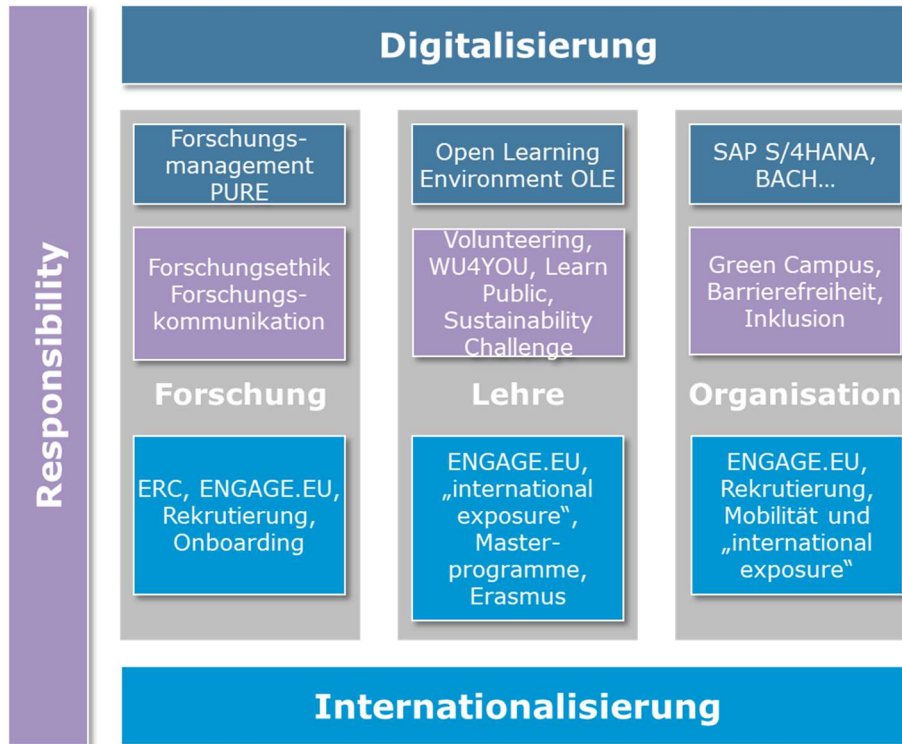 Digitalisierung
Responsibility
Forschungs-
management
PURE
Open Learning
Environment OLE
SAP S/4HANA,
BACH...
Forschungsethik
Forschungs-
kommunikation
Volunteering,
WU4YOU, Learn
Public,
Sustainability
Challenge
Green Campus,
Barrierefreiheit,
Inklusion
Forschung
Lehre
Organisation
ERC, ENGAGE.EU,
Rekrutierung,
Onboarding
ENGAGE.EU,
„international
exposure“,
Master-
programme,
Erasmus
ENGAGE.EU,
Rekrutierung,
Mobilität und
„international
exposure“
Internationalisierung